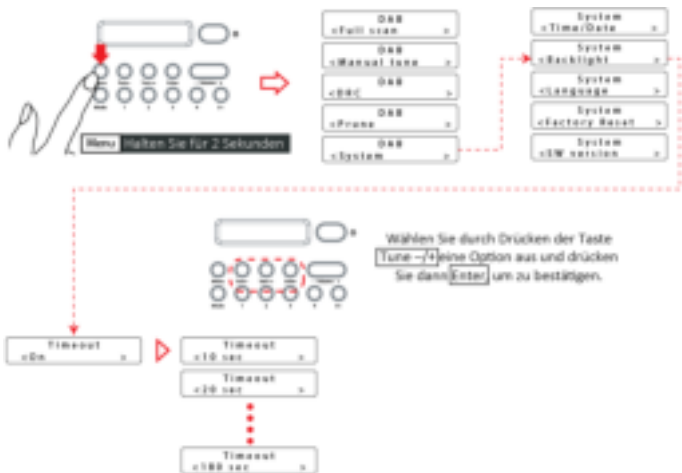 DAB
<Full scan >
DAB
<Manual tune >
DAB
<DRC >
DAB
<Prune >
DAB
<System >
System
<Time/Date >
System
<Backlight >
System
<Language >
System
<Factory Reset >
System
<SW version >
Menu Halten Sie für 2 Sekunden
Wählen Sie durch Drücken der Taste
Tune –/+ eine Option aus und drücken
Sie dann Enter, um zu bestätigen.
Timeout
<On >
Timeout
<10 sec >
Timeout
<20 sec >
Timeout
<180 sec >